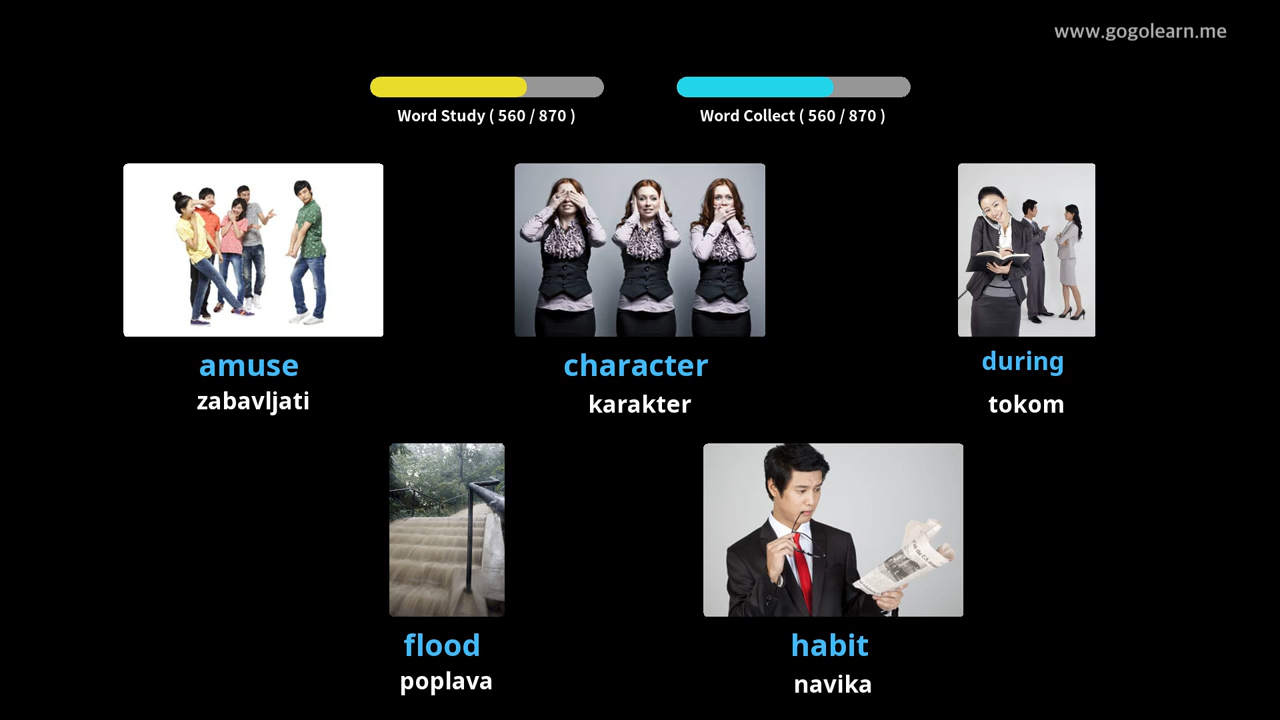 www.gogolearn.me
Word Study ( 560 / 870 )
Word Collect ( 560 / 870 )
amuse
zabavljati
character
karakter
during
tokom
flood
poplava
habit
navika